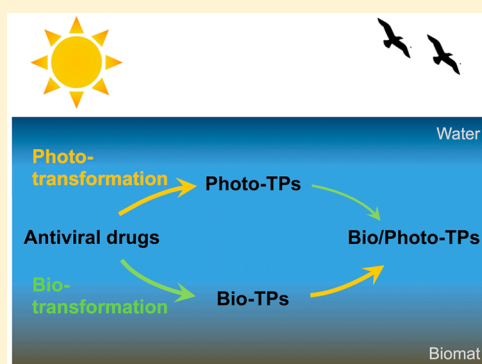 Water
Photo-
transformation
Photo-TPs
Antiviral drugs
Bio/Photo-TPs
Bio-
transformation
Bio-TPs
Biomat